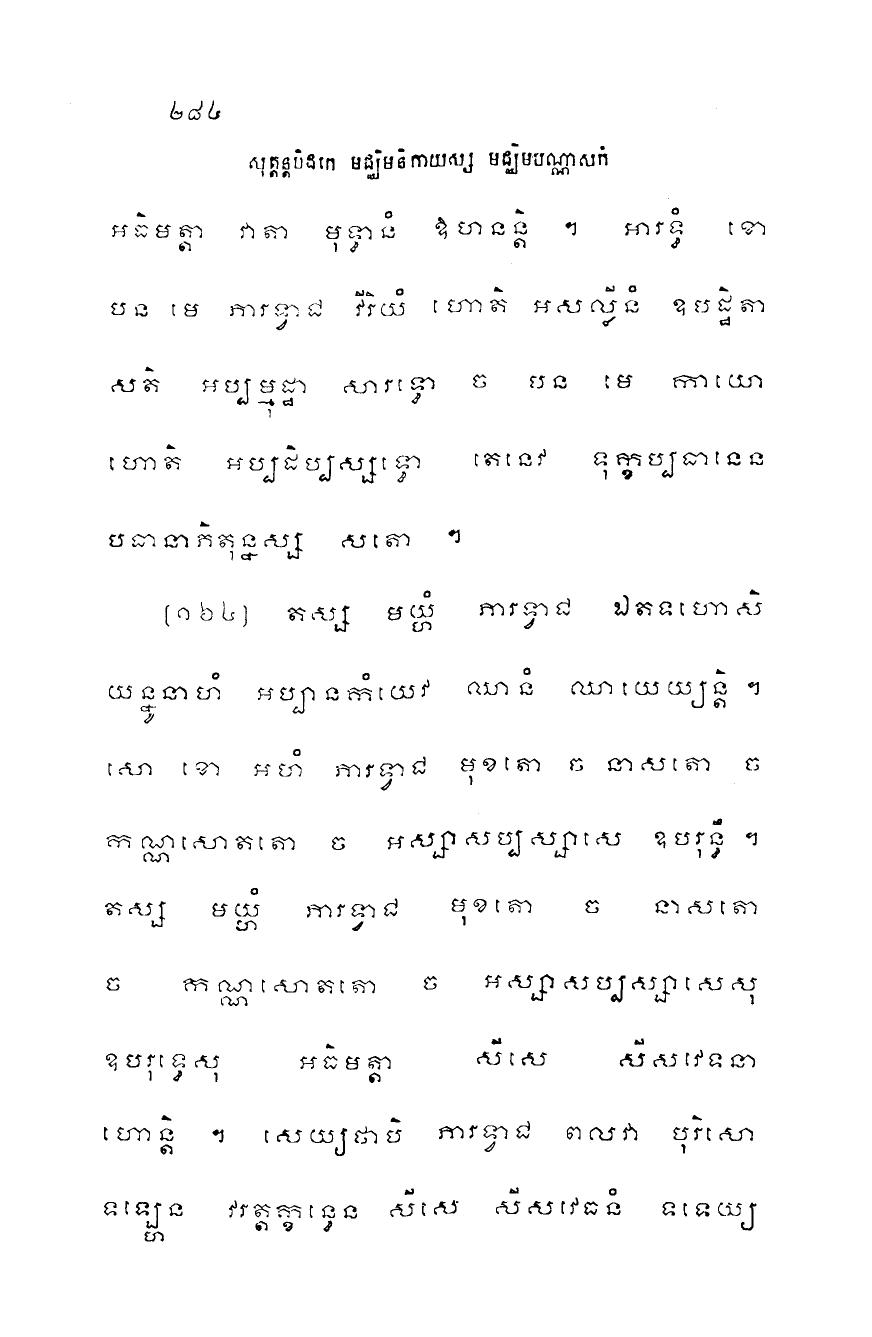 ២៨៤
សុត្តន្តបិដកេ មជ្ឈិមនិកាយស្ស មជ្ឈិមបណ្ណាសកំ
អធិមត្តា វាតា មុទ្ធានំ ឱហនន្តិ ។ អារទ្ធំ ខោ
បន មេ ភារទ្វាជ វីរិយំ ហោតិ អសល្លីនំ ឧបដ្ឋិតា
សតិ អប្បម្មុដ្ឋា សារទ្ធោ ច បន មេ កាយោ
ហោតិ អប្បដិប្បស្សទ្ធោ តេនេវ ទុក្ខប្បធានេន
បធានាភិតុន្នស្ស សតោ ។
[១៦៤] តស្ស មយ្ហំ ភារទ្វាជ ឯតទហោសិ
យន្នូនាហំ អប្បានកំយេវ ឈានំ ឈាយេយ្យន្តិ ។
សោ ខោ អហំ ភារទ្វាជ មុខតោ ច នាសតោ ច
កណ្ណសោតតោ ច អស្សាសប្បស្សាសេ ឧបរុន្ធឹ ។
តស្ស មយ្ហំ ភារទ្វាជ មុខតោ ច នាសតោ
ច កណ្ណសោតតោ ច អស្សាសប្បស្សាសេសុ
ឧបរុទ្ធេសុ អធិមត្តា សីសេ សីសវេទនា
ហោន្តិ ។ សេយ្យថាបិ ភារទ្វាជ ពលវា បុរិសោ
ទឡ្ហេន វរត្តក្ខន្ធេន សីសេ សីសវេធនំ ទទេយ្យ